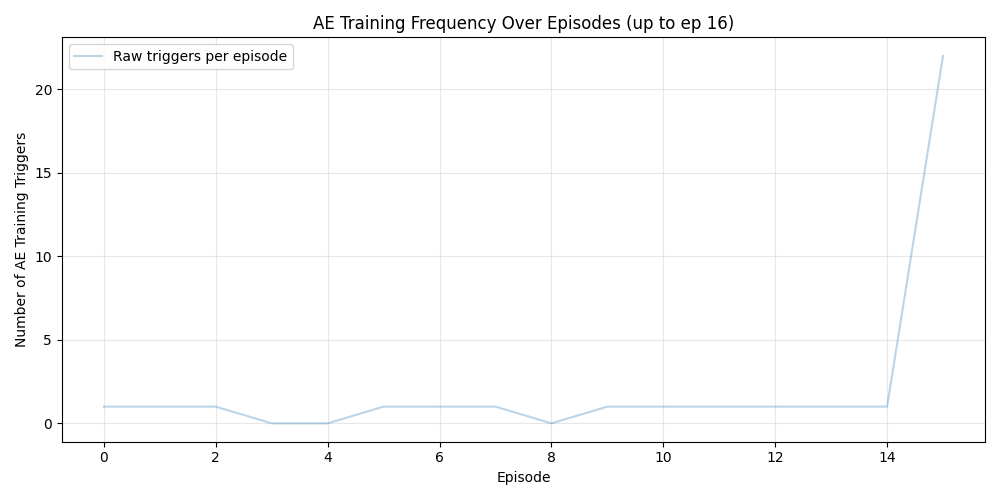 AE Training Frequency Over Episodes (up to ep 16)
Raw triggers per episode
Number of AE Training Triggers
20
15
10
5
0
0 2 4 6 8 10 12 14
Episode